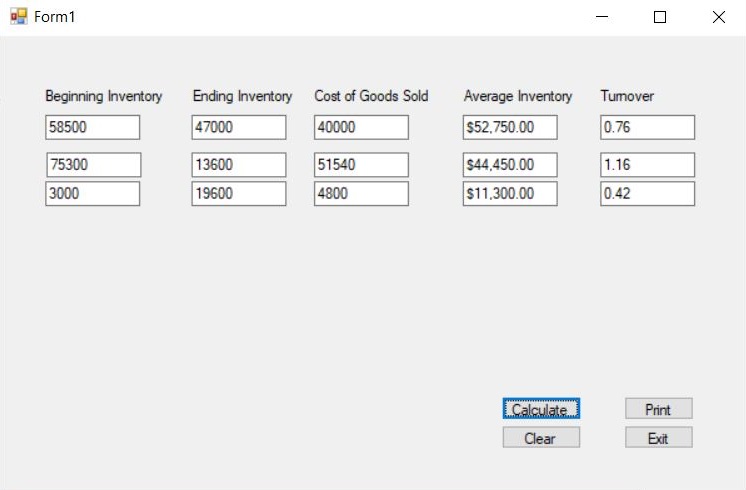 Form1
Beginning Inventory Ending Inventory Cost of Goods Sold Average Inventory Turnover
58500 47000 40000 $52,750.00 0.76
75300 13600 51540 $44,450.00 1.16
3000 19600 4800 $11,300.00 0.42
Calculate Print
Clear Exit